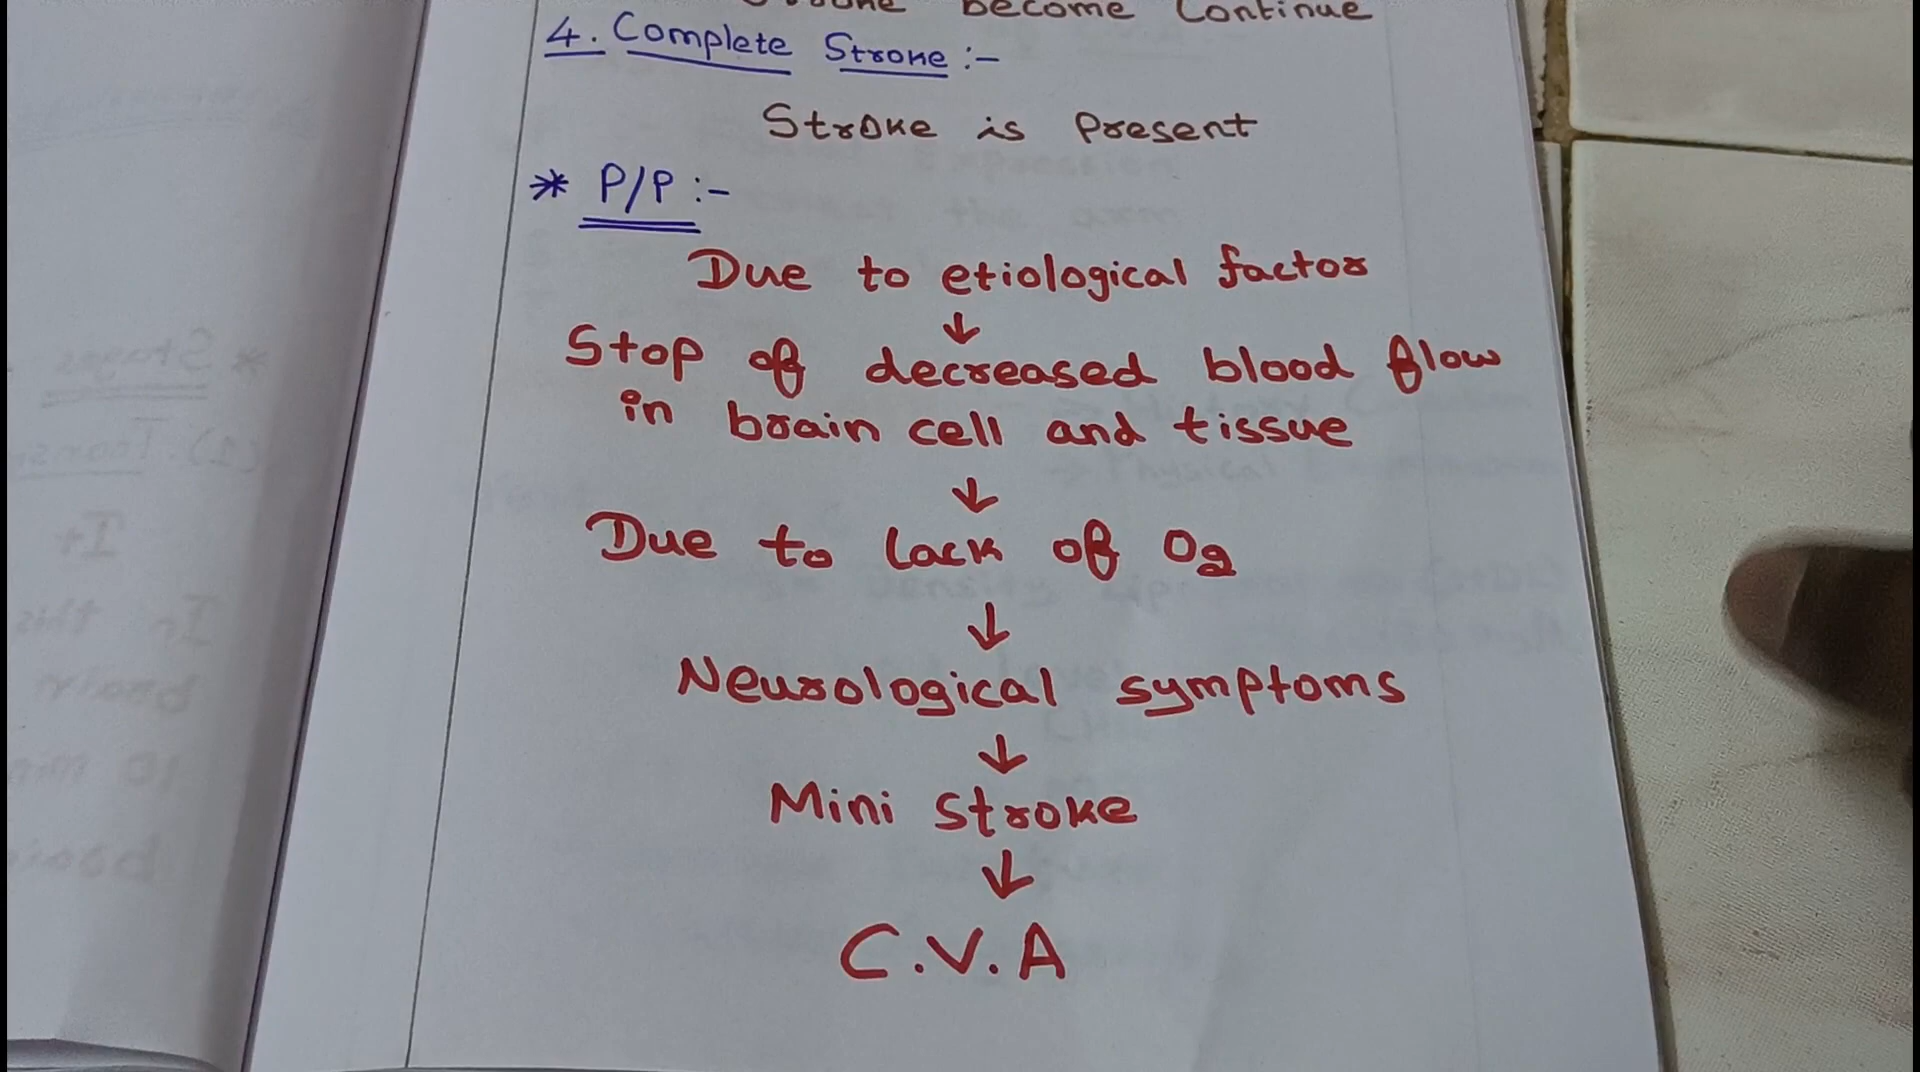 become Continue
4. Complete Stroke :-
Stroke is present
* P/P :-
Due to etiological factor
↓
Stop of decreased blood flow
in brain cell and tissue
↓
Due to lack of O2
↓
Neurological symptoms
↓
Mini stroke
↓
C.V.A